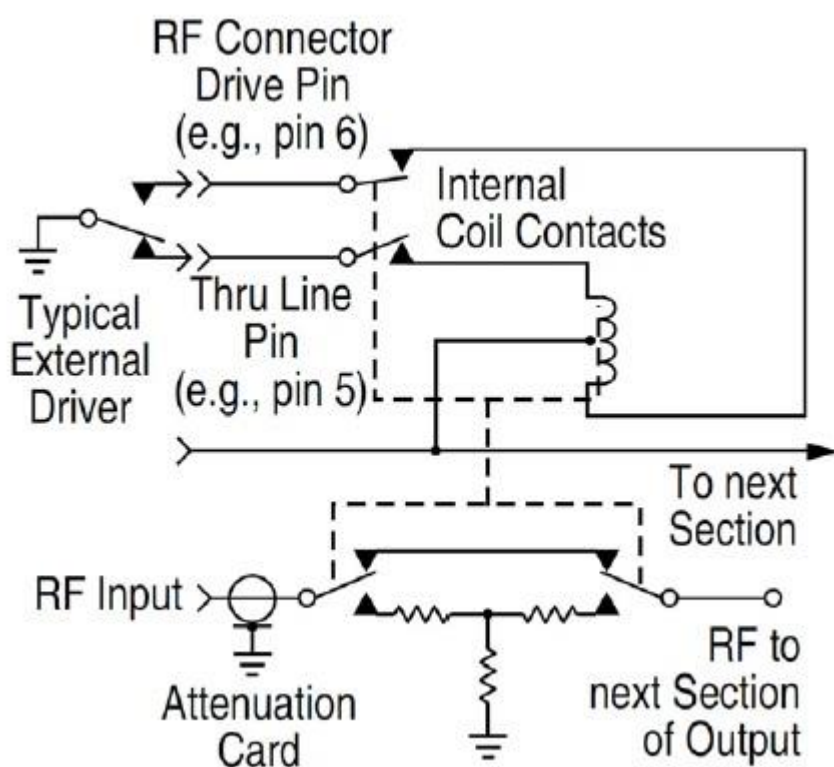 RF Connector
Drive Pin
(e.g., pin 6)
Internal
Coil Contacts
Typical
External
Driver
Thru Line
Pin
(e.g., pin 5)
To next
Section
RF Input
Attenuation
Card
RF to
next Section
of Output